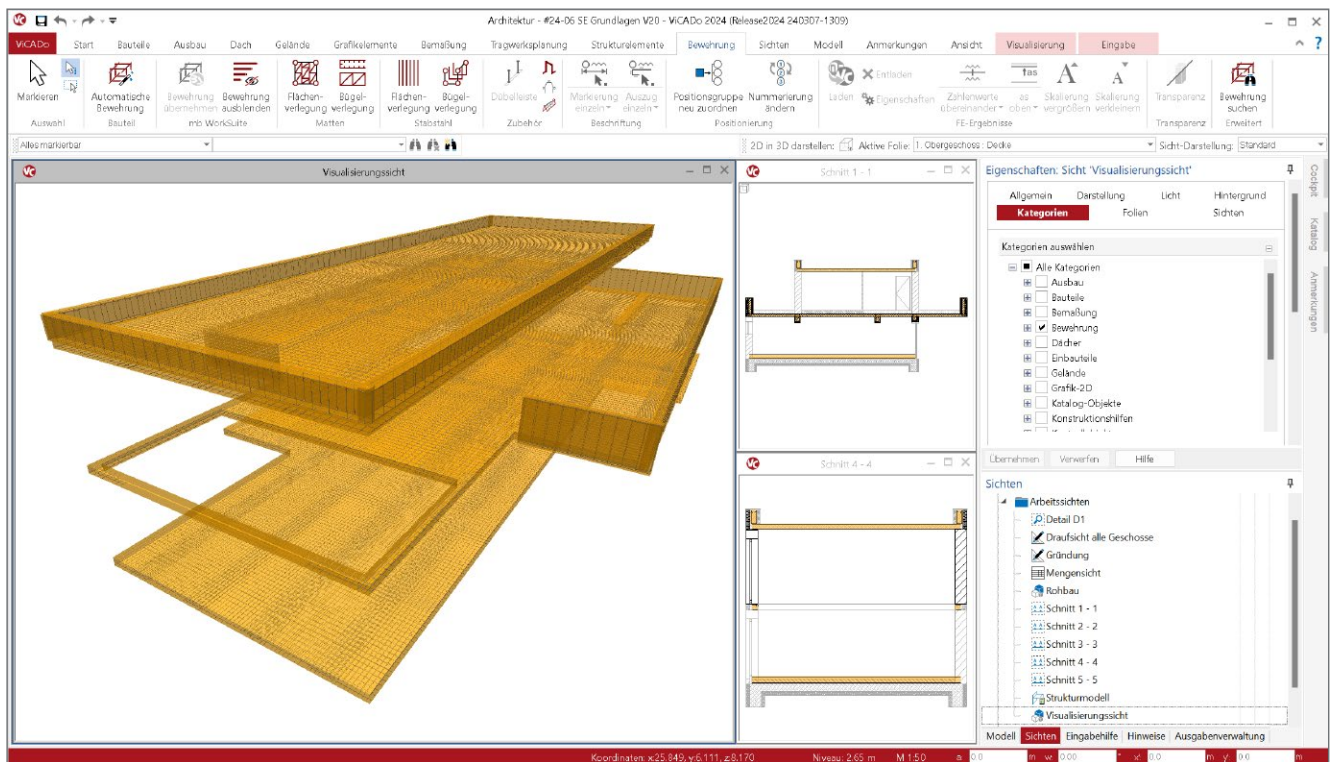 Architektur - #24-06 SE Grundlagen V20 - ViCADo 2024 (Release2024 240307-1309)
ViCADo Start Bauteile Ausbau Dach Gelände Grafikelemente Bemaßung Tragwerksplanung Strukturelemente Bewehrung Sichten Modell Anmerkungen Ansicht Visualisierung Eingabe
Markieren Automatische Bewehrung Bewehrung Flächen- Bügel- Flächen- Bügel- Dübelleiste Markierung Auszug Positionsgruppe Nummerierung Laden Entladen Zahlenwerte as Skalierung Skalierung Transparenz Bewehrung
Bewehrung übernehmen ausblenden verlegung verlegung verlegung verlegung einzeln einzeln neu zuordnen ändern Eigenschaften übereinander oben vergrößern verkleinern suchen
Auswahl Bauteil mb WorkSuite Matten Stabstahl Zubehör Beschriftung Positionierung FE-Ergebnisse Transparenz Erweitert
Alles markierbar 2D in 3D darstellen: Aktive Folie: 1. Obergeschoss : Decke Sicht-Darstellung: Standard
Visualisierungssicht
Schnitt 1 - 1
Schnitt 4 - 4
Eigenschaften: Sicht 'Visualisierungssicht'
Allgemein Darstellung Licht Hintergrund
Kategorien Folien Sichten
Kategorien auswählen
Alle Kategorien
Ausbau
Bauteile
Bemaßung
Bewehrung
Dächer
Einbauteile
Gelände
Grafik-2D
Katalog-Objekte
Konstruktionshilfen
Übernehmen Verwerfen Hilfe
Sichten
Arbeitssichten
Detail D1
Draufsicht alle Geschosse
Gründung
Mengensicht
Rohbau
Schnitt 1 - 1
Schnitt 2 - 2
Schnitt 3 - 3
Schnitt 4 - 4
Schnitt 5 - 5
Strukturmodell
Visualisierungssicht
Modell Sichten Eingabehilfe Hinweise Ausgabenverwaltung
Cockpit
Katalog
Anmerkungen
Koordinaten: x:25.849, y:6.111, z:8.170 Niveau: 2.65 m M 1:50 a: 0.0 m w: 0.00 ° x: 0.0 m y: 0.0 m